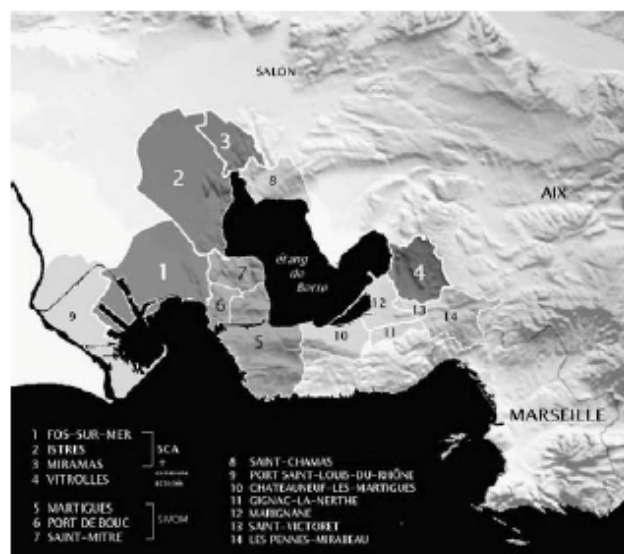 SALON
3
2
8
AIX
étang
de
Berre
4
1
7
12
6
13
14
9
5
10
11
MARSEILLE
1 FOS-SUR-MER
2 ISTRES
3 MIRAMAS
4 VITROLLES
SCA
+
5 MARTIGUES
6 PORT DE BOUC
7 SAINT-MITRE
8 SAINT-CHAMAS
9 PORT SAINT-LOUIS-DU-RHÔNE
10 CHATEAUNEUF-LES-MARTIGUES
11 GIGNAC-LA-NERTHE
12 MARIGNANE
13 SAINT-VICTORET
14 LES PENNES-MIRABEAU